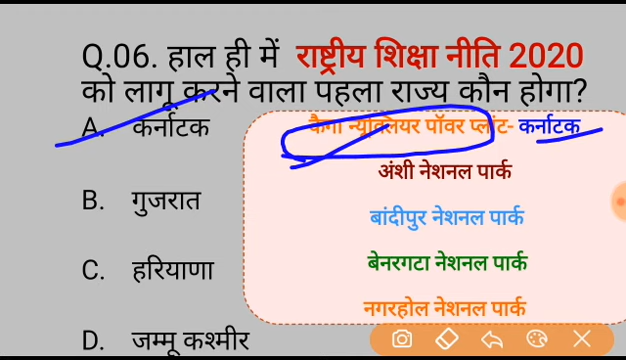 Q.06. हाल ही में राष्ट्रीय शिक्षा नीति 2020
को लागू करने वाला पहला राज्य कौन होगा?
A. कर्नाटक
कैगा न्यूक्लियर पॉवर प्लांट- कर्नाटक
अंशी नेशनल पार्क
B. गुजरात
बांदीपुर नेशनल पार्क
C. हरियाणा
बेनरगटा नेशनल पार्क
नगरहोल नेशनल पार्क
D. जम्मू कश्मीर